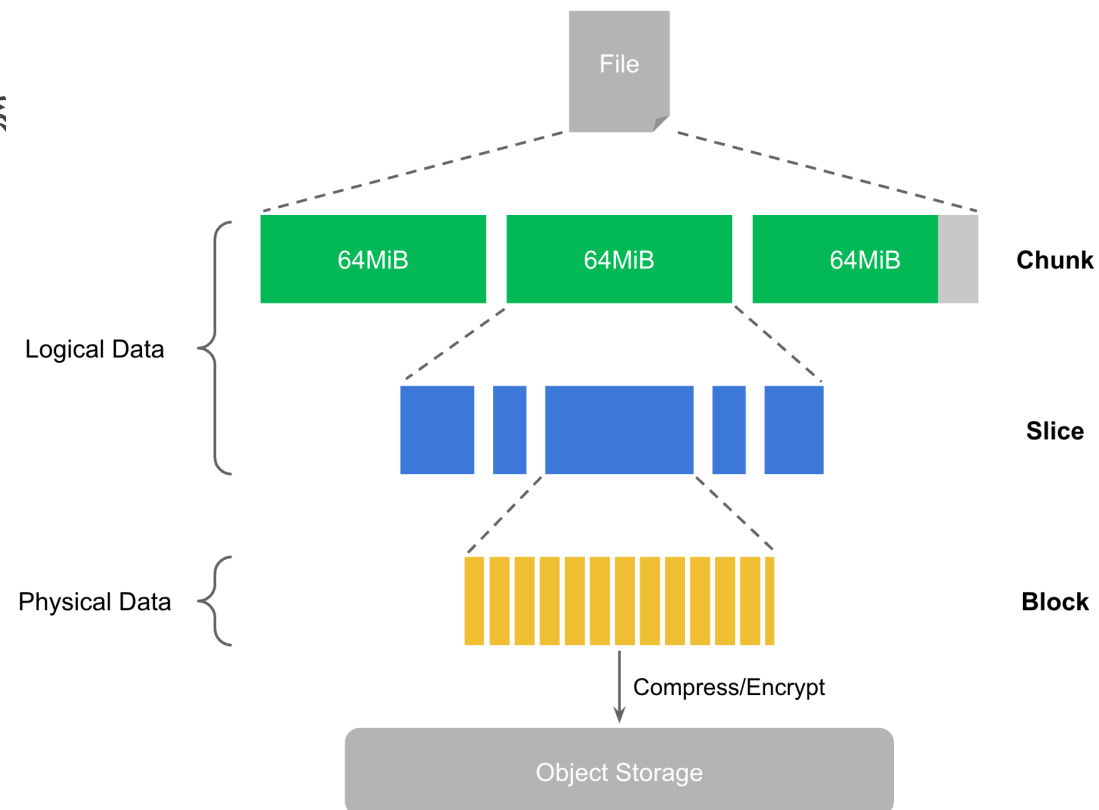 File
64MiB
64MiB
64MiB
Chunk
Logical Data
Slice
Physical Data
Block
Compress/Encrypt
Object Storage